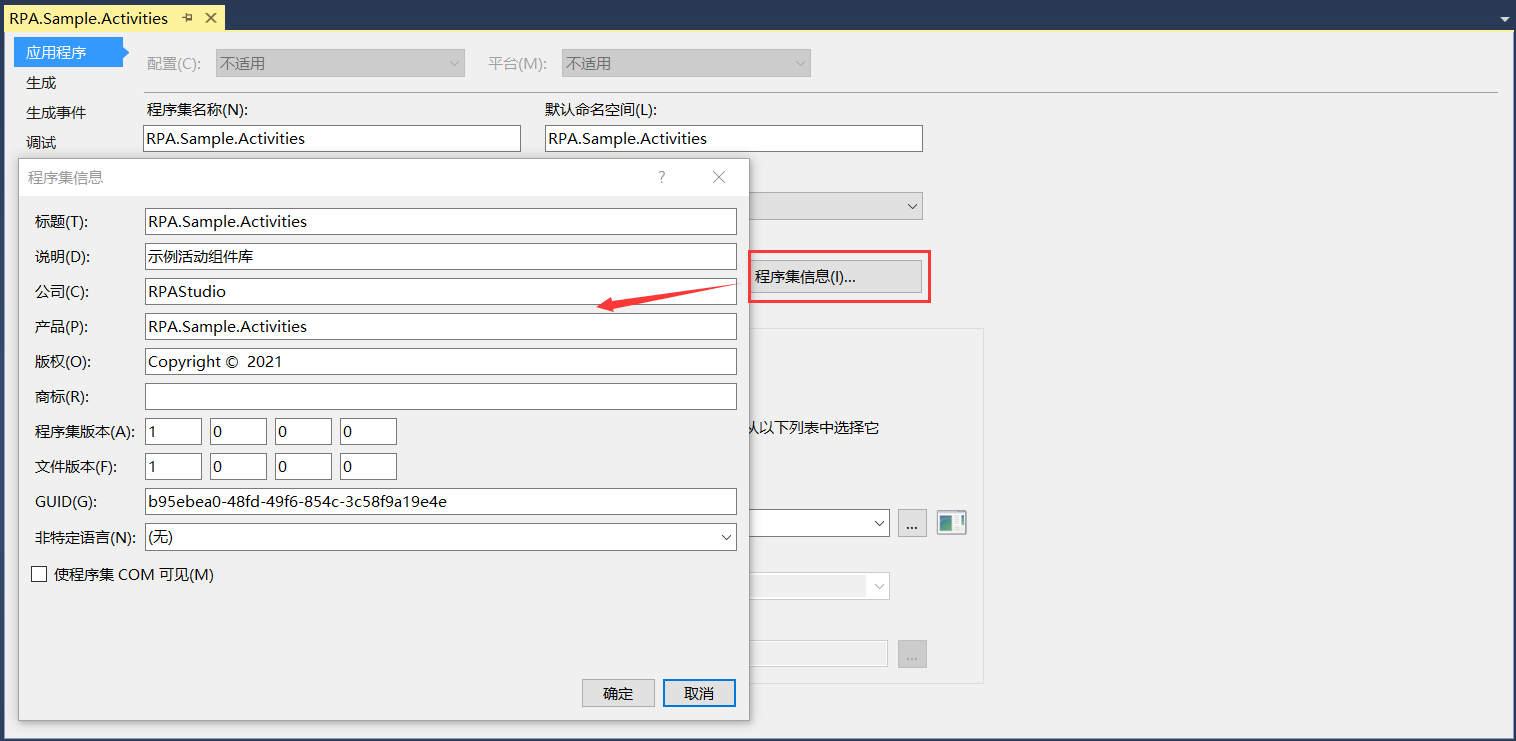 RPA.Sample.Activities
应用程序
配置(C): 不适用 平台(M): 不适用
生成
生成事件
程序集名称(N): 默认命名空间(L):
调试
RPA.Sample.Activities RPA.Sample.Activities
程序集信息 ?
标题(T): RPA.Sample.Activities
说明(D): 示例活动组件库
程序集信息(I)...
公司(C): RPAStudio
产品(P): RPA.Sample.Activities
版权(O): Copyright ©  2021
商标(R):
程序集版本(A): 1 0 0 0
从以下列表中选择它
文件版本(F): 1 0 0 0
GUID(G): b95ebea0-48fd-49f6-854c-3c58f9a19e4e
...
非特定语言(N): (无)
使程序集 COM 可见(M)
...
确定 取消